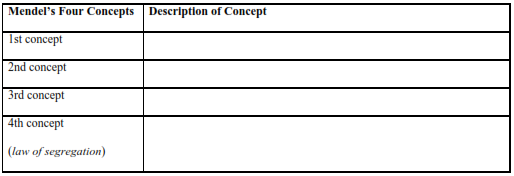 Mendel's Four Concepts Description of Concept
1st concept
2nd concept
3rd concept
4th concept
(law of segregation)